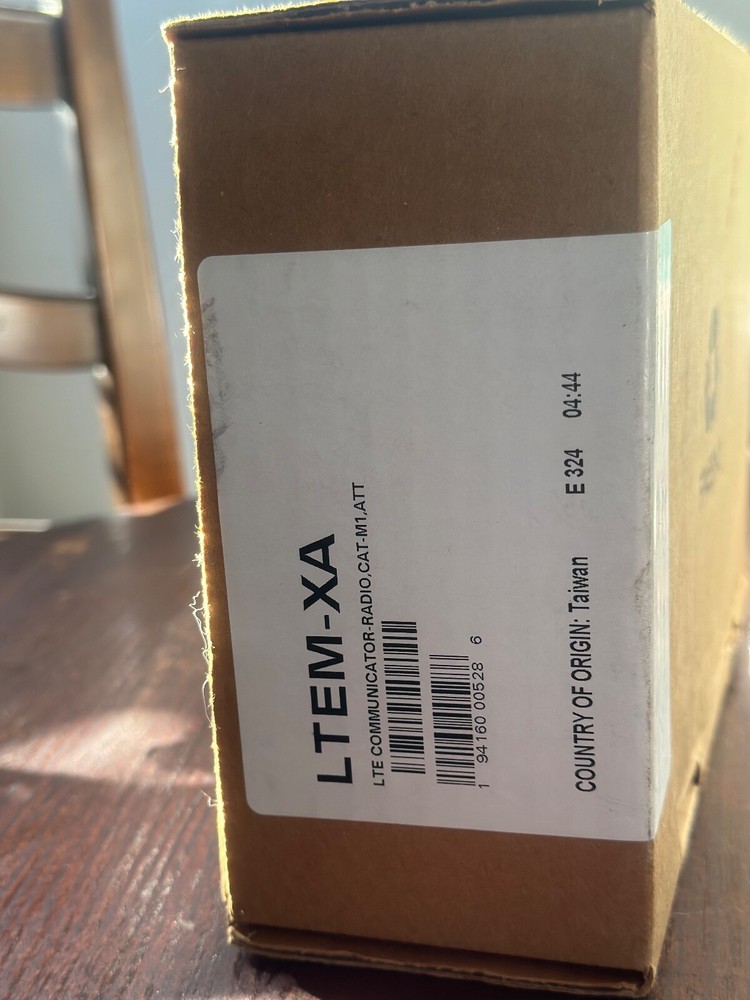 LTEM-XA
LTE COMMUNICATOR-RADIO,CAT-M1,ATT
1 94160 00528 6
COUNTRY OF ORIGIN: Taiwan E 324 04:44